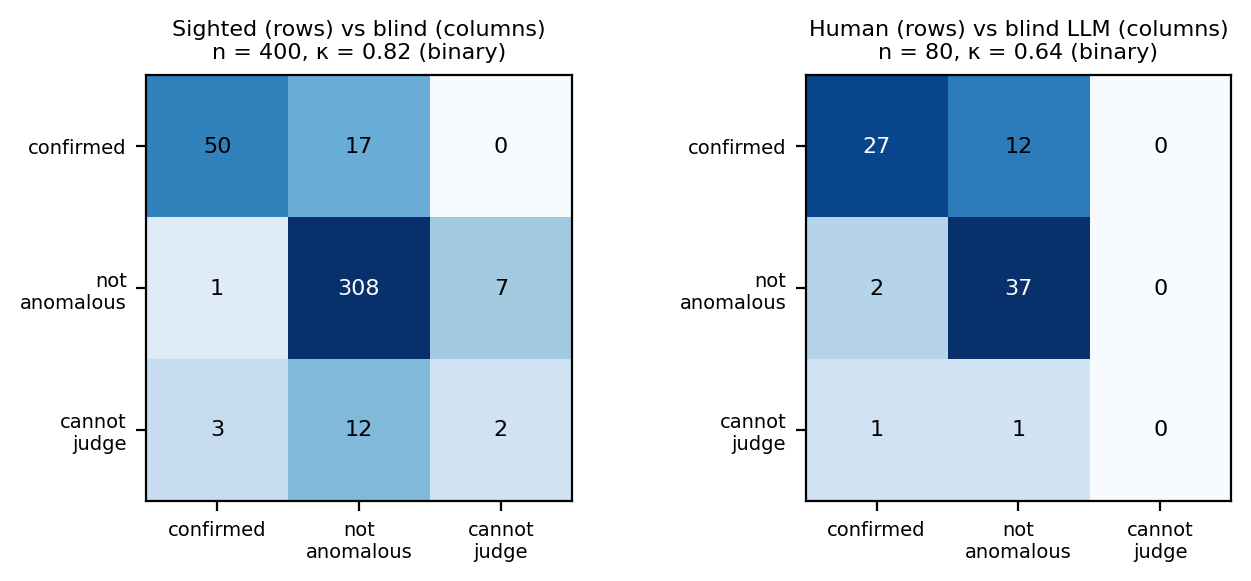 Sighted (rows) vs blind (columns)
n = 400, κ = 0.82 (binary)
confirmed
50 17 0
not
anomalous
1 308 7
cannot
judge
3 12 2
confirmed
not
anomalous
cannot
judge
Human (rows) vs blind LLM (columns)
n = 80, κ = 0.64 (binary)
confirmed
27 12 0
not
anomalous
2 37 0
cannot
judge
1 1 0
confirmed
not
anomalous
cannot
judge